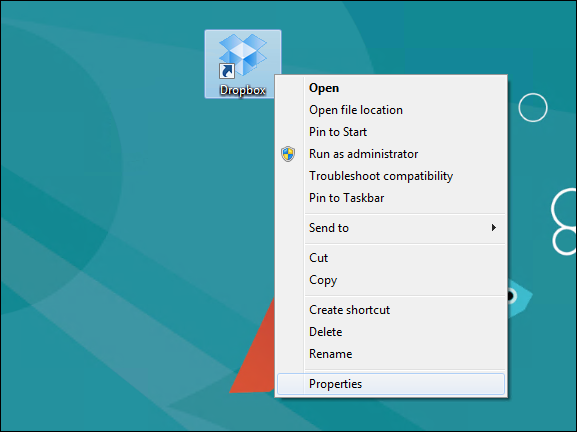 Dropbox
Open
Open file location
Pin to Start
Run as administrator
Troubleshoot compatibility
Pin to Taskbar
Send to
Cut
Copy
Create shortcut
Delete
Rename
Properties